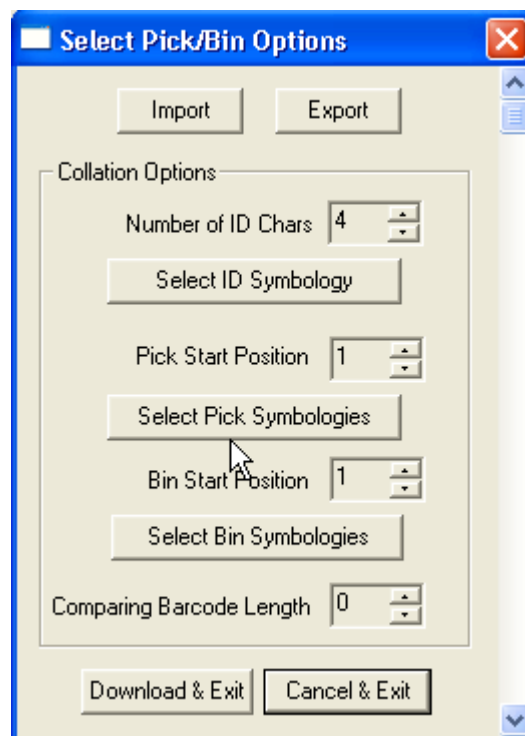 Select Pick/Bin Options
Import Export
Collation Options
Number of ID Chars 4
Select ID Symbology
Pick Start Position 1
Select Pick Symbologies
Bin Start Position 1
Select Bin Symbologies
Comparing Barcode Length 0
Download & Exit Cancel & Exit